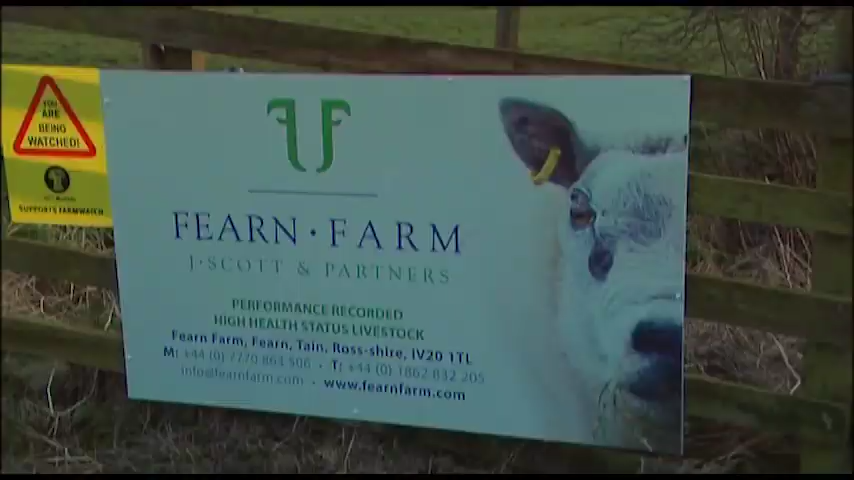 YOU
ARE
BEING
WATCHED!
SUPPORTS FARMWATCH
FEARN • FARM
J•SCOTT & PARTNERS
PERFORMANCE RECORDED
HIGH HEALTH STATUS LIVESTOCK
Fearn Farm, Fearn, Tain, Ross-shire, IV20 1TL
M: +44 (0) 7770 863 506 • T: +44 (0) 1862 832 205
info@fearnfarm.com • www.fearnfarm.com